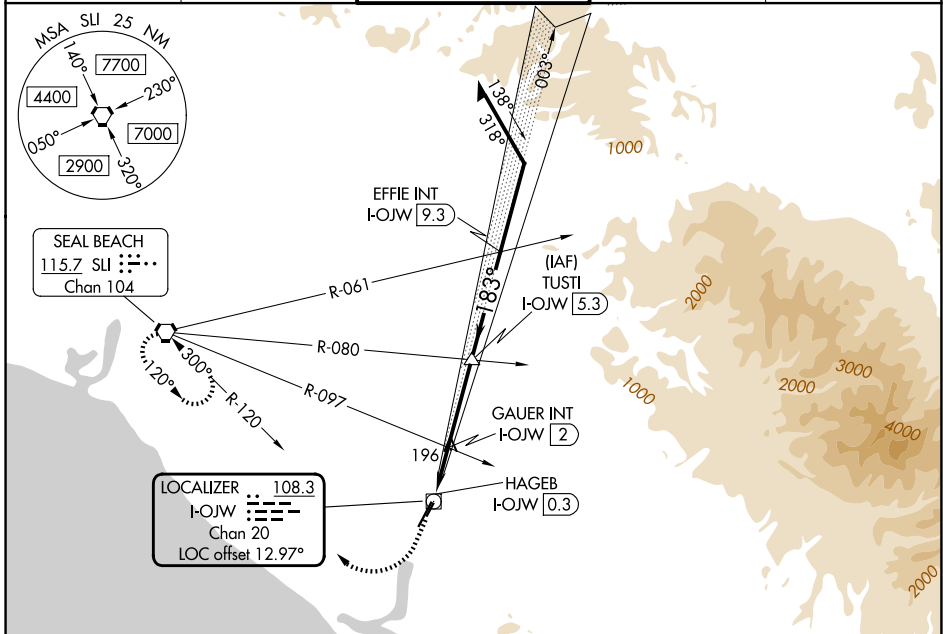 MSA SLI 25 NM
140°
7700
4400
230°
050°
7000
2900
320°
003°
138°
318°
1000
EFFIE INT
I-OJW 9.3
SEAL BEACH
115.7 SLI
Chan 104
(IAF)
TUSTI
I-OJW 5.3
183°
R-061
2000
R-080
300°
120°
R-120
R-097
3000
2000
1000
4000
GAUER INT
I-OJW 2
196
HAGEB
I-OJW 0.3
LOCALIZER 108.3
I-OJW
Chan 20
LOC offset 12.97°
2000